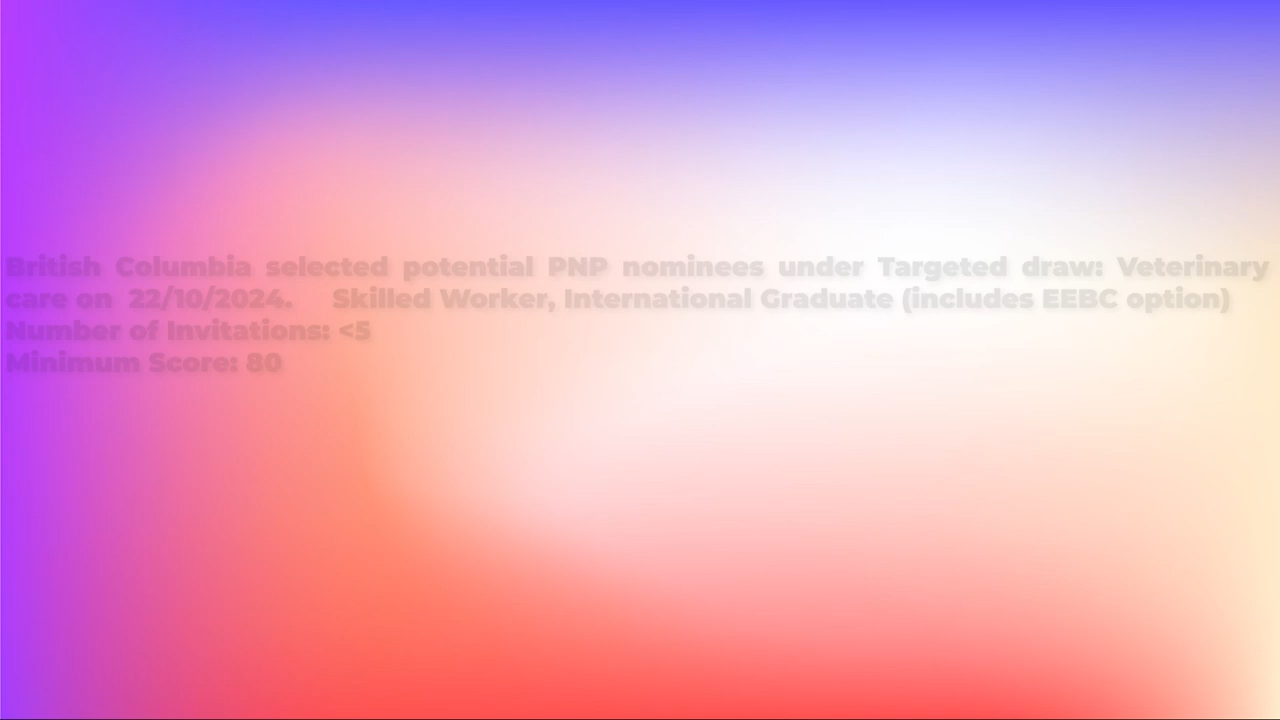 British Columbia selected potential PNP nominees under Targeted draw: Veterinary
care on 22/10/2024. Skilled Worker, International Graduate (includes EEBC option)
Number of Invitations: <5
Minimum Score: 80